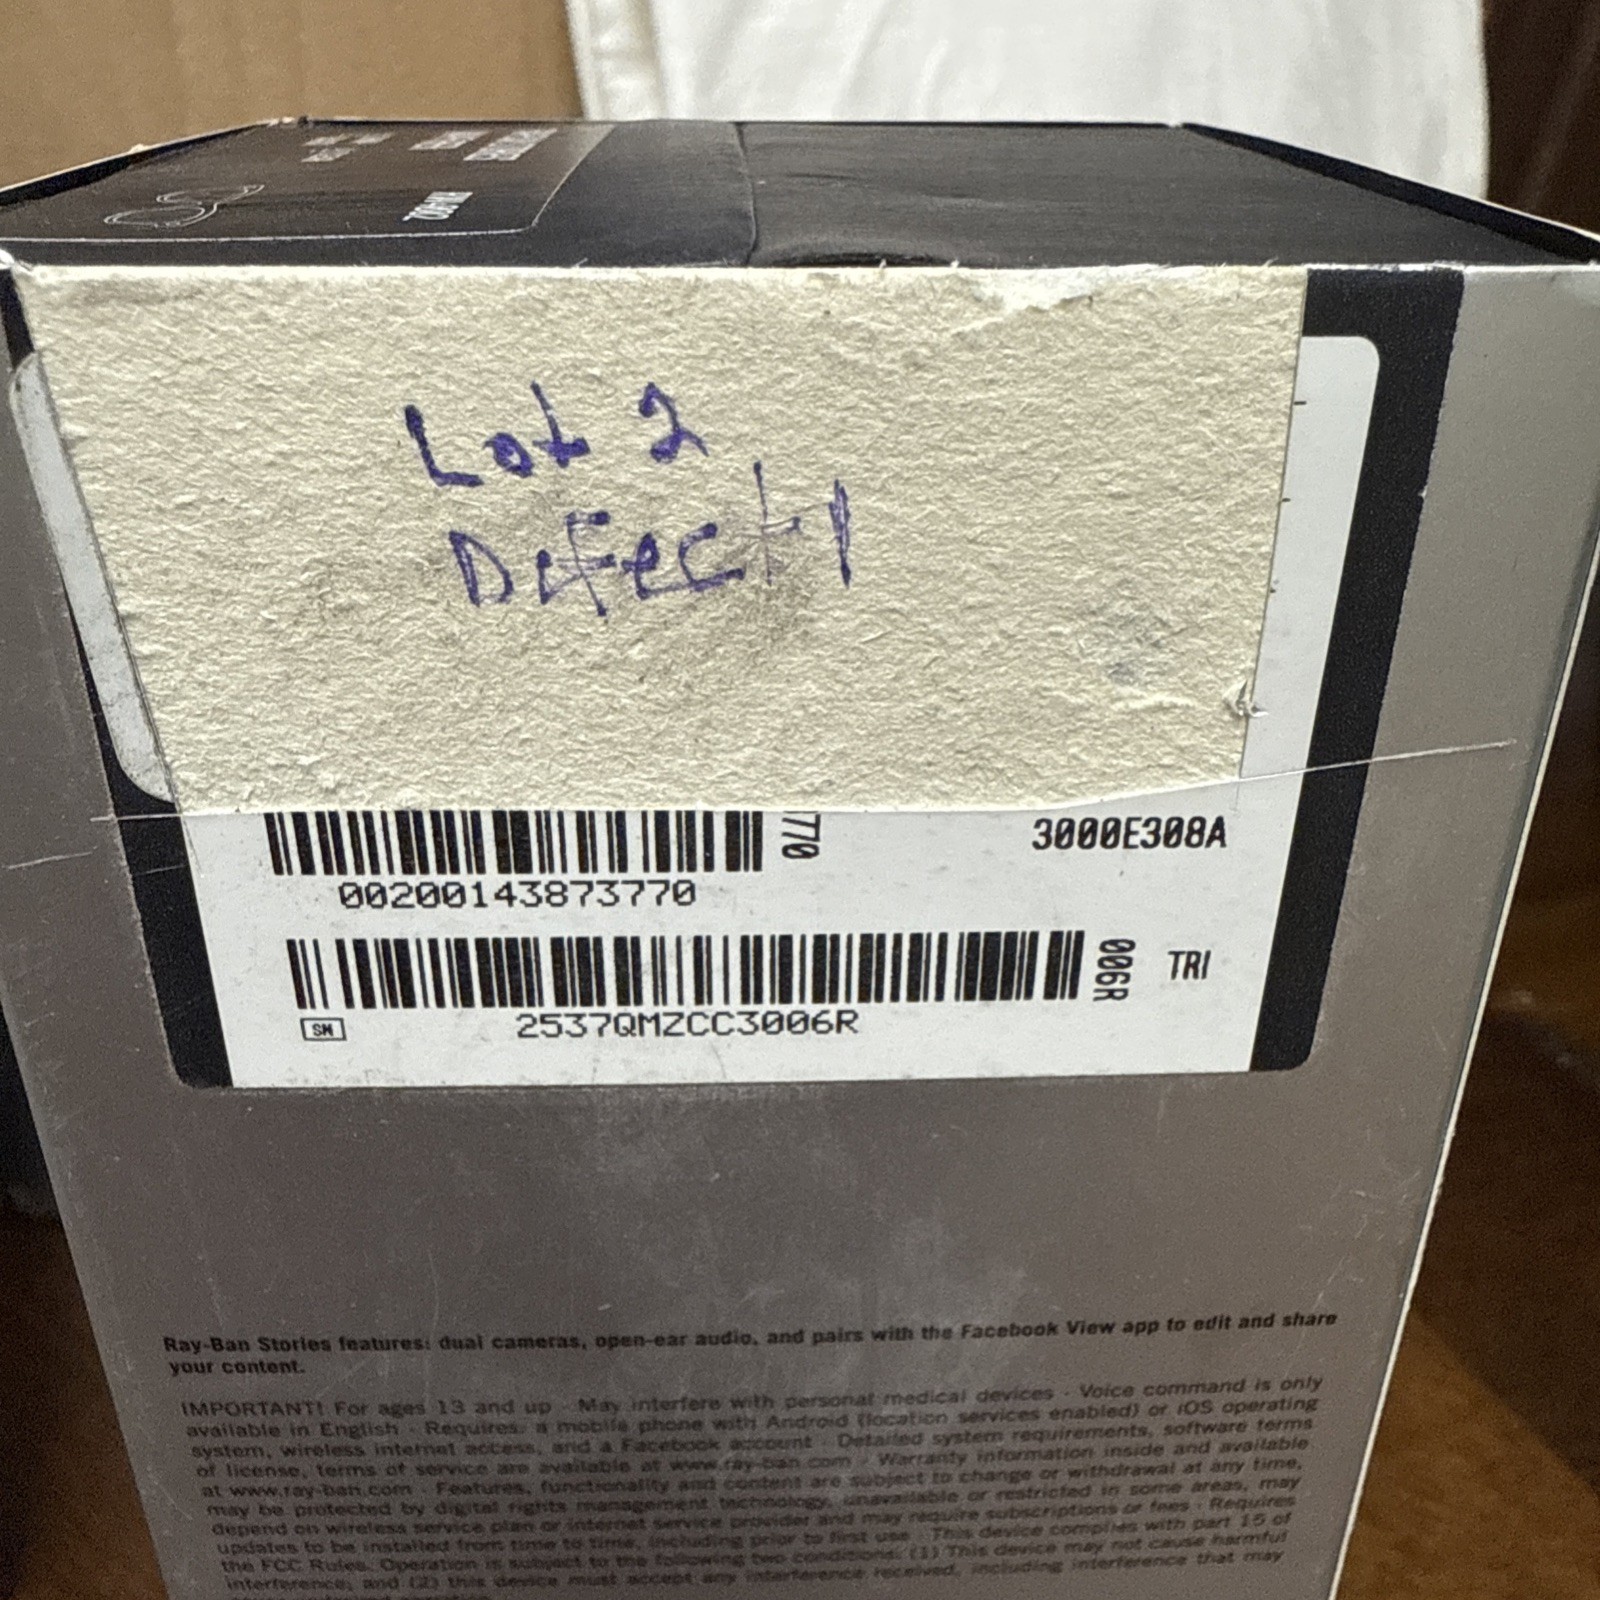 Lot 2
Defect 1
770
3000E308A
00200143873770
006R
TRI
SN
2537QMZCC3006R
Ray-Ban Stories features: dual cameras, open-ear audio, and pairs with the Facebook View app to edit and share
your content.
IMPORTANT! For ages 13 and up · May interfere with personal medical devices · Voice command is only
available in English · Requires: a mobile phone with Android (location services enabled) or iOS operating
system, wireless internet access, and a Facebook account · Detailed system requirements, software terms
of license, terms of service are available at www.ray-ban.com · Warranty information inside and available
at www.ray-ban.com · Features, functionality and content are subject to change or withdrawal at any time,
may be protected by digital rights management technology, unavailable or restricted in some areas, may
depend on wireless service plan or internet service provider and may require subscriptions or fees · Requires
updates to be installed from time to time, including prior to first use · This device complies with part 15 of
the FCC Rules. Operation is subject to the following two conditions: (1) This device may not cause harmful
interference; and (2) this device must accept any interference received, including interference that may